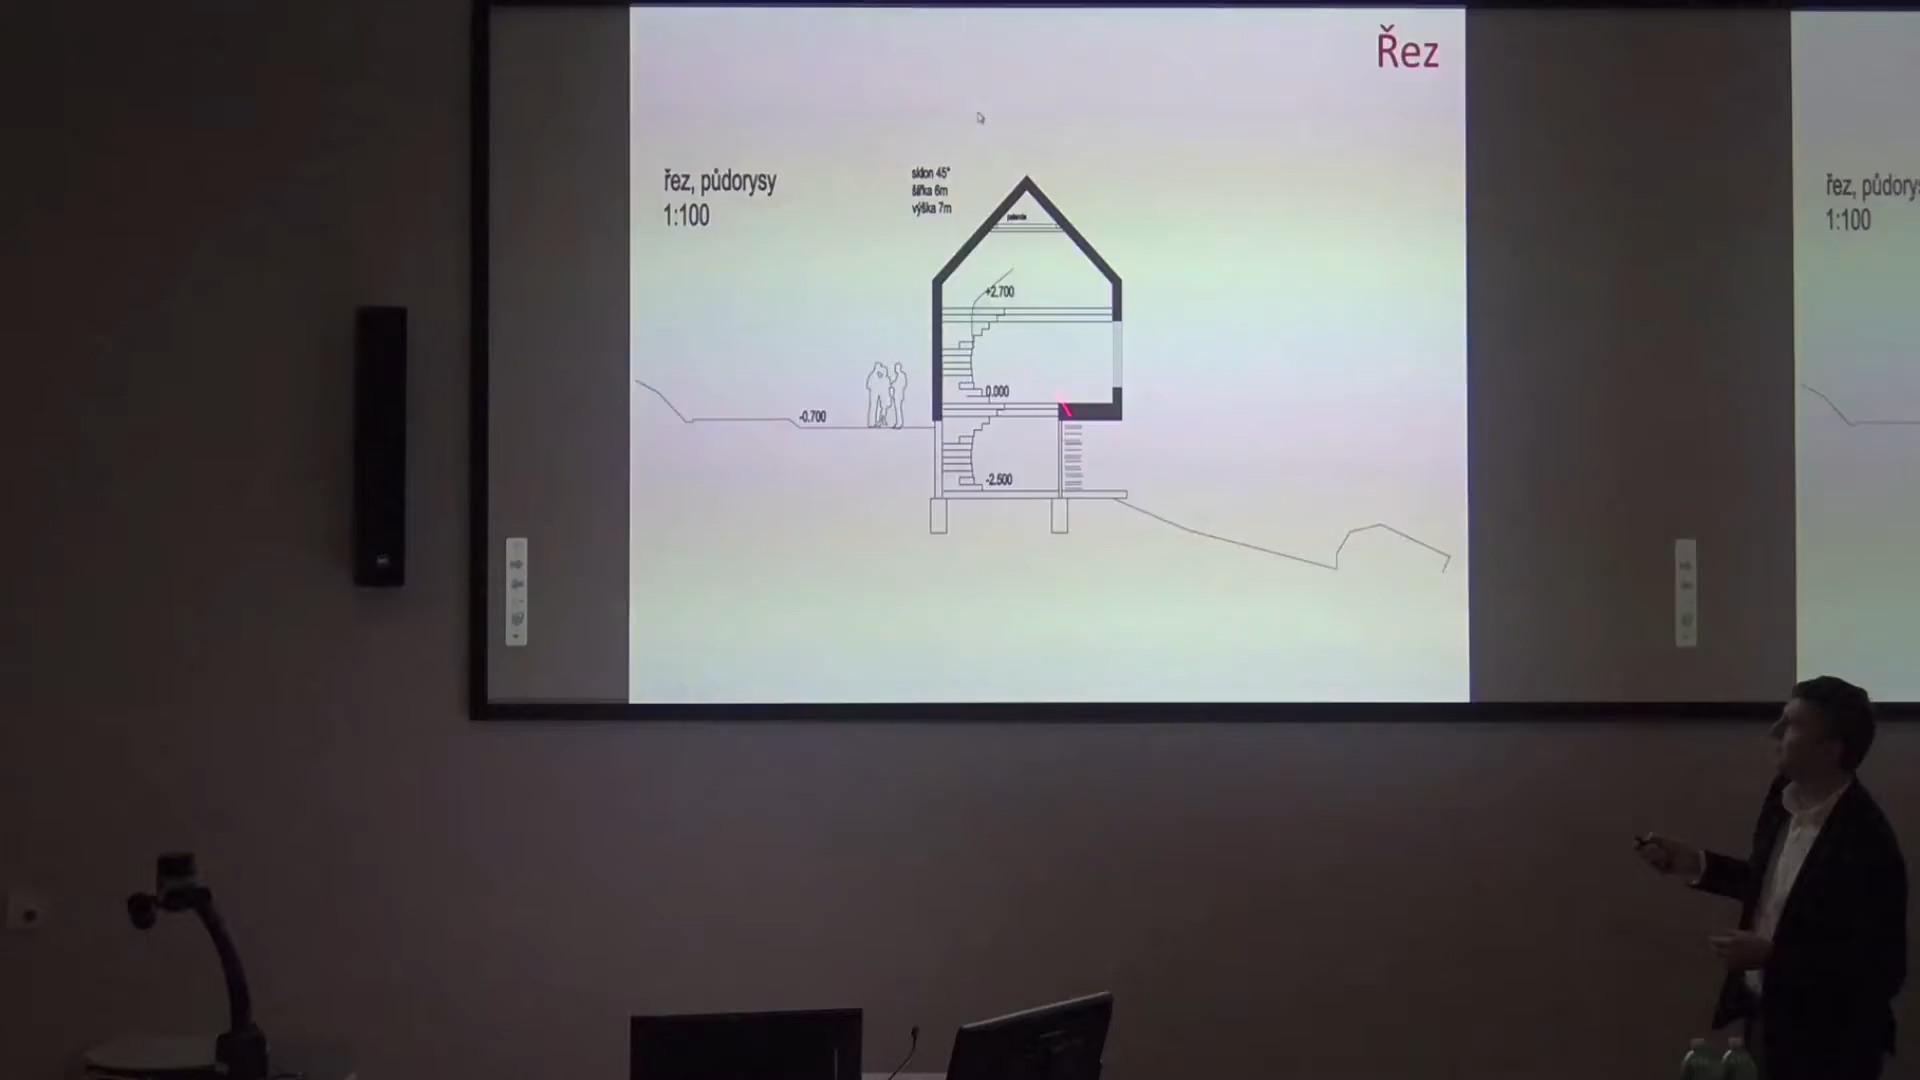 Řez
řez, půdorysy
1:100
sklon 45°
šířka 6m
výška 7m
+2.700
0.000
-0.700
-2.500
řez, půdorys
1:100